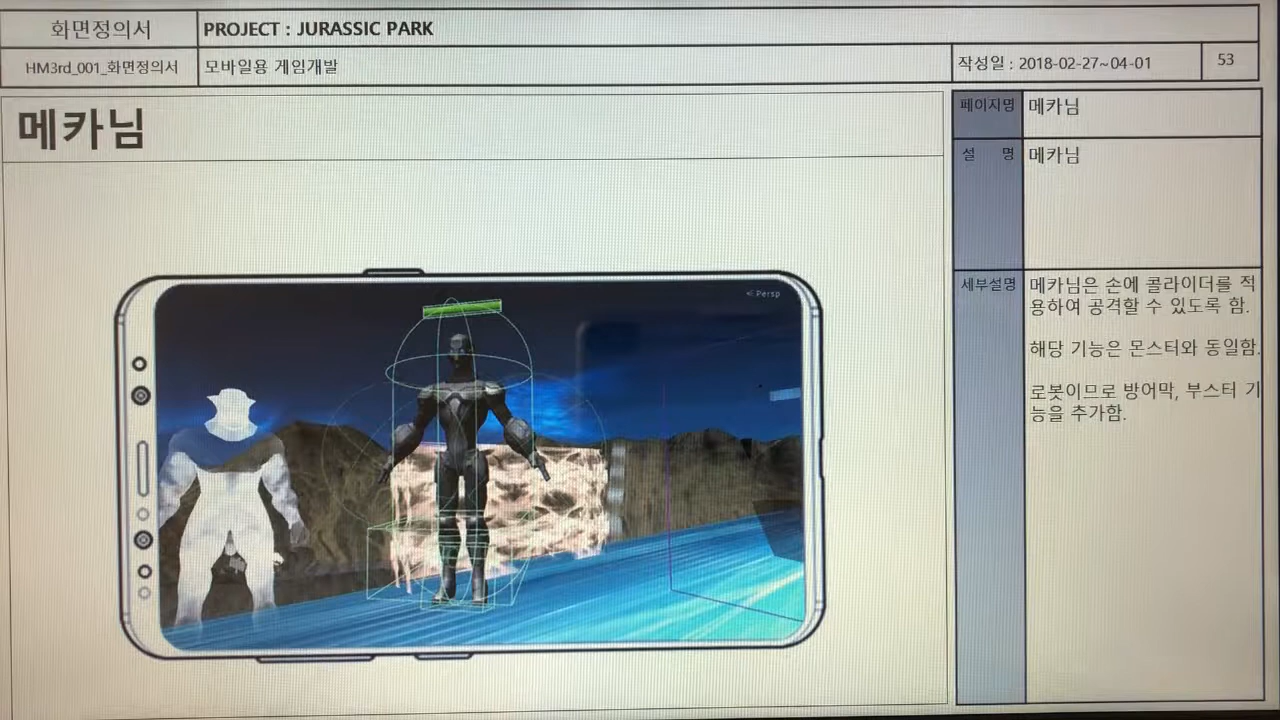 화면정의서
PROJECT : JURASSIC PARK
HM3rd_001_화면정의서
모바일용 게임개발
작성일 : 2018-02-27~04-01
53
메카님
페이지명
메카님
설 명
메카님
세부설명
메카님은 손에 콜라이더를 적
용하여 공격할 수 있도록 함.
해당 기능은 몬스터와 동일함.
로봇이므로 방어막, 부스터 기
능을 추가함.
< Persp